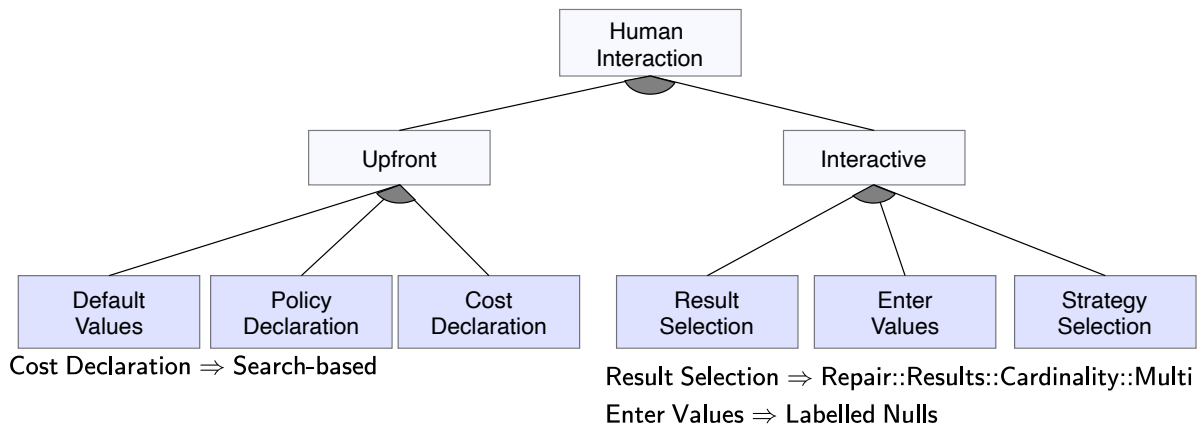 Human
Interaction
Upfront
Interactive
Default
Values
Policy
Declaration
Cost
Declaration
Result
Selection
Enter
Values
Strategy
Selection
Cost Declaration ⇒ Search-based
Result Selection ⇒ Repair::Results::Cardinality::Multi
Enter Values ⇒ Labelled Nulls